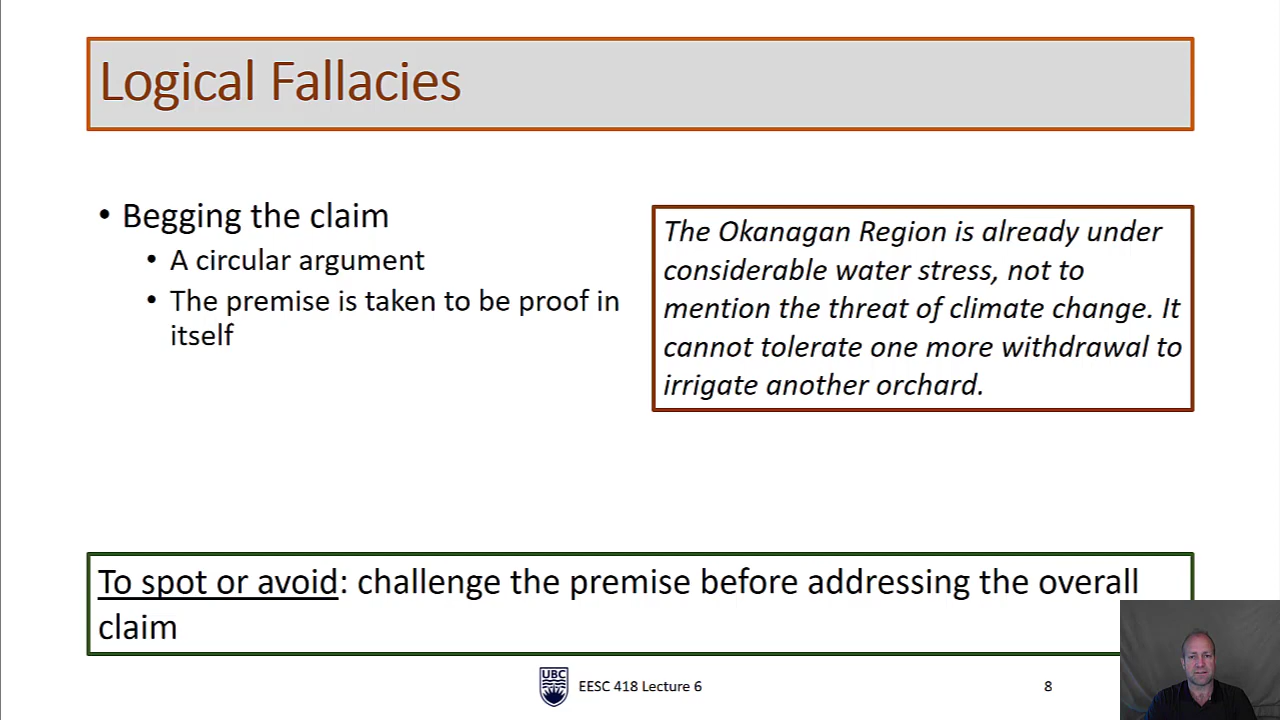 Logical Fallacies
• Begging the claim
• A circular argument
• The premise is taken to be proof in
itself
The Okanagan Region is already under
considerable water stress, not to
mention the threat of climate change. It
cannot tolerate one more withdrawal to
irrigate another orchard.
To spot or avoid: challenge the premise before addressing the overall
claim
UBC
EESC 418 Lecture 6
8